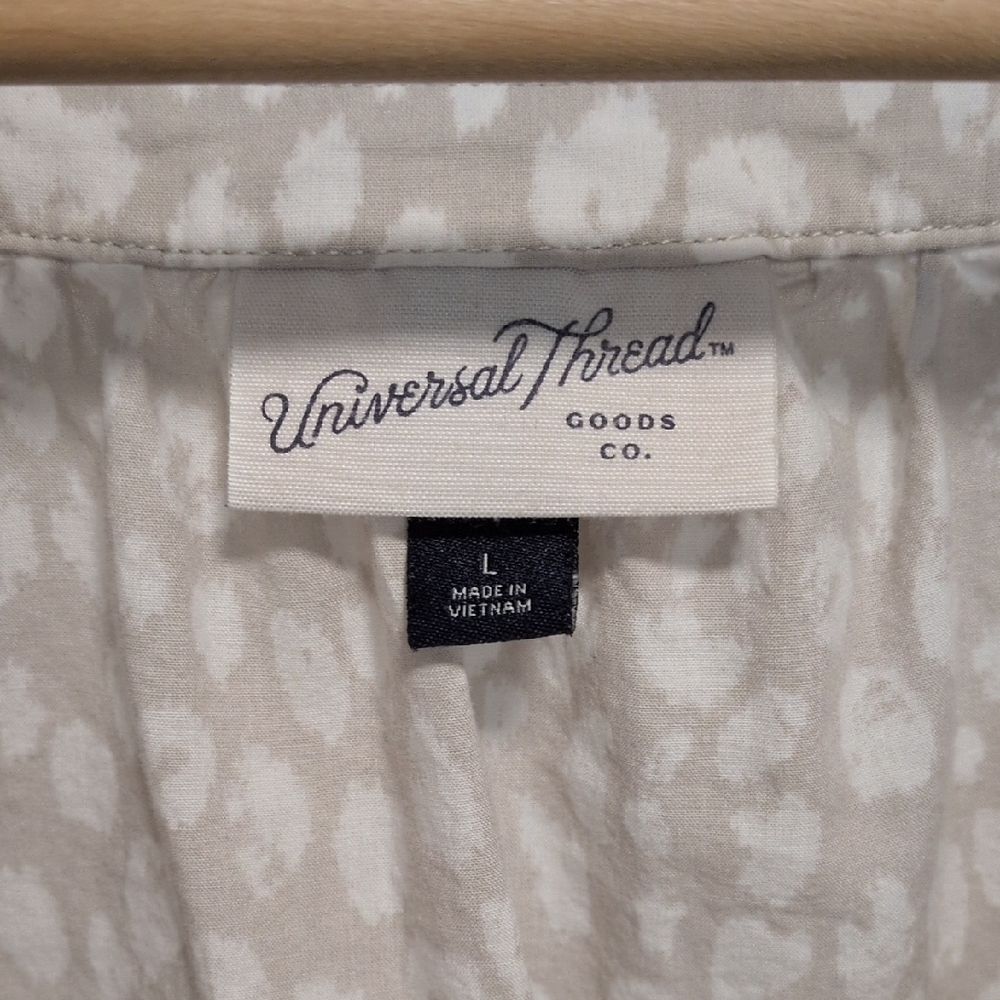 Universal Thread™
GOODS
CO.
L
MADE IN
VIETNAM